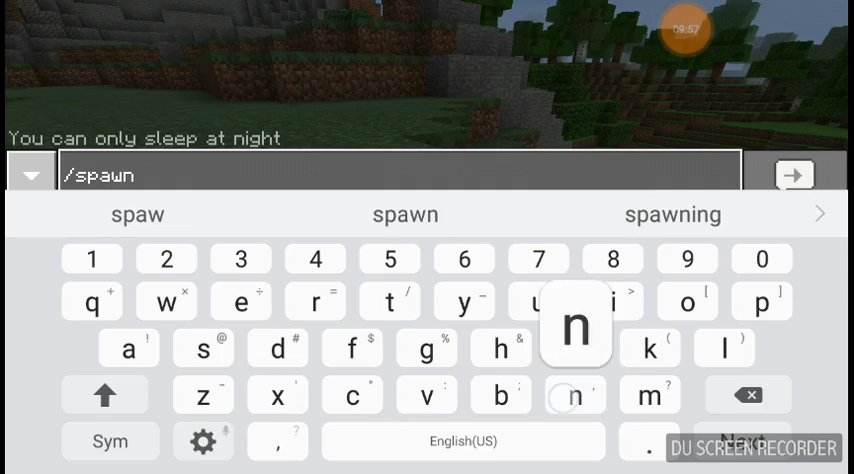 09:57
You can only sleep at night
/spawn
spaw spawn spawning
1 2 3 4 5 6 7 8 9 0
q + w × e ÷ r = t / y _ u i > o [ p ]
a ! s @ d # f $ g % h & n k ( l )
z - x ' c " v : b ; n , m ?
Sym , ? English(US) .
DU SCREEN RECORDER